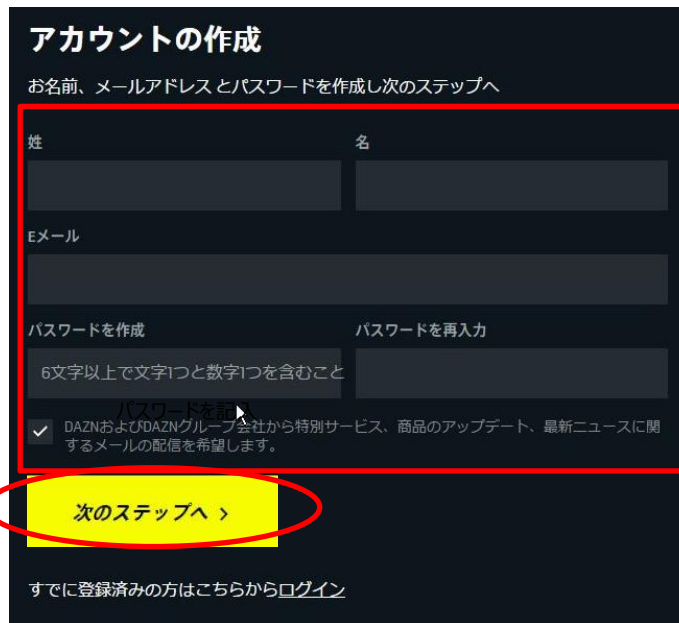 アカウントの作成
お名前、メールアドレスとパスワードを作成し次のステップへ
姓 名
Eメール
パスワードを作成 パスワードを再入力
6文字以上で文字1つと数字1つを含むこと
パスワードを記入
DAZNおよびDAZNグループ会社から特別サービス、商品のアップデート、最新ニュースに関
するメールの配信を希望します。
次のステップへ >
すでに登録済みの方はこちらからログイン